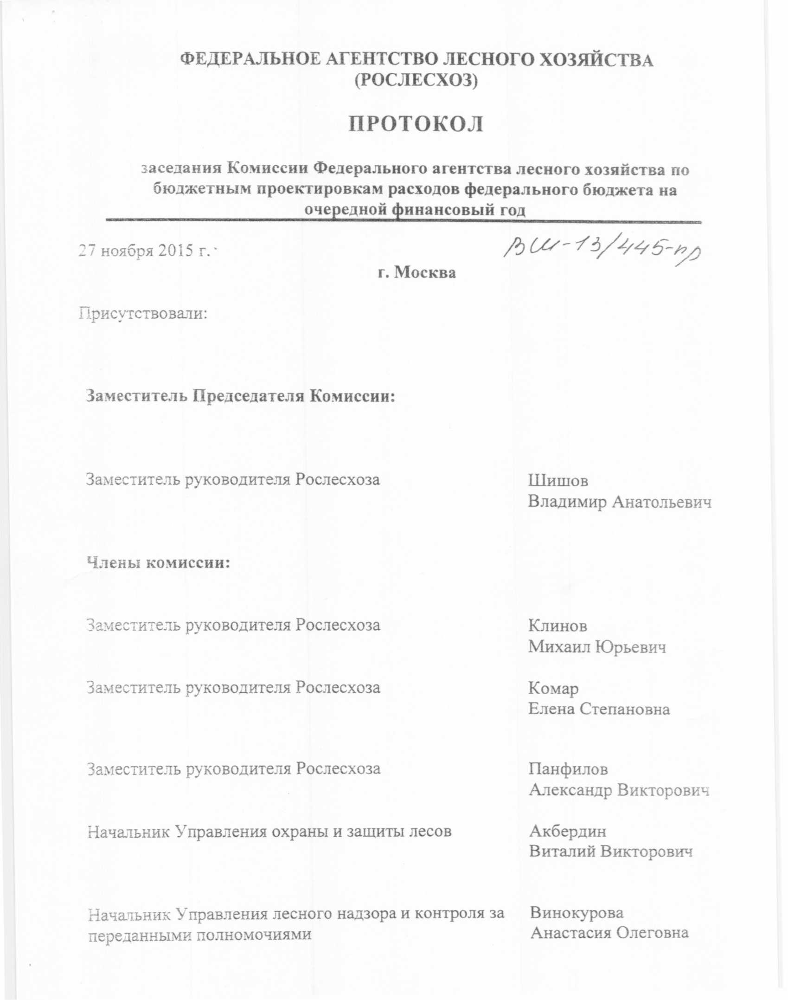 ФЕДЕРАЛЬНОЕ АГЕНТСТВО ЛЕСНОГО ХОЗЯЙСТВА
(РОСЛЕСХОЗ)
ПРОТОКОЛ
заседания Комиссии Федерального агентства лесного хозяйства по
бюджетным проектировкам расходов федерального бюджета на
очередной финансовый год
27 ноября 2015 г.
ВШ-13/445-пр
г. Москва
Присутствовали:
Заместитель Председателя Комиссии:
Заместитель руководителя Рослесхоза
Шишов
Владимир Анатольевич
Члены комиссии:
Заместитель руководителя Рослесхоза
Клинов
Михаил Юрьевич
Заместитель руководителя Рослесхоза
Комар
Елена Степановна
Заместитель руководителя Рослесхоза
Панфилов
Александр Викторович
Начальник Управления охраны и защиты лесов
Акбердин
Виталий Викторович
Начальник Управления лесного надзора и контроля за
переданными полномочиями
Винокурова
Анастасия Олеговна